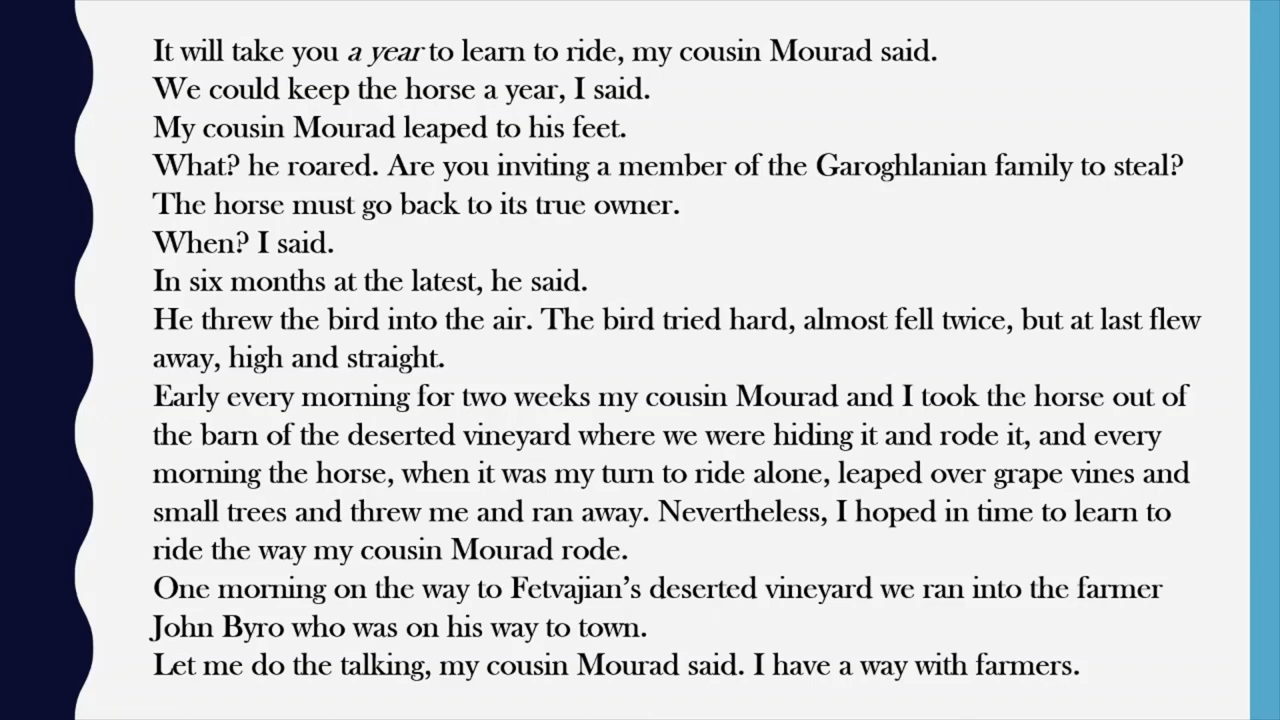 It will take you a year to learn to ride, my cousin Mourad said.
We could keep the horse a year, I said.
My cousin Mourad leaped to his feet.
What? he roared. Are you inviting a member of the Garoghlanian family to steal?
The horse must go back to its true owner.
When? I said.
In six months at the latest, he said.
He threw the bird into the air. The bird tried hard, almost fell twice, but at last flew
away, high and straight.
Early every morning for two weeks my cousin Mourad and I took the horse out of
the barn of the deserted vineyard where we were hiding it and rode it, and every
morning the horse, when it was my turn to ride alone, leaped over grape vines and
small trees and threw me and ran away. Nevertheless, I hoped in time to learn to
ride the way my cousin Mourad rode.
One morning on the way to Fetvajian’s deserted vineyard we ran into the farmer
John Byro who was on his way to town.
Let me do the talking, my cousin Mourad said. I have a way with farmers.